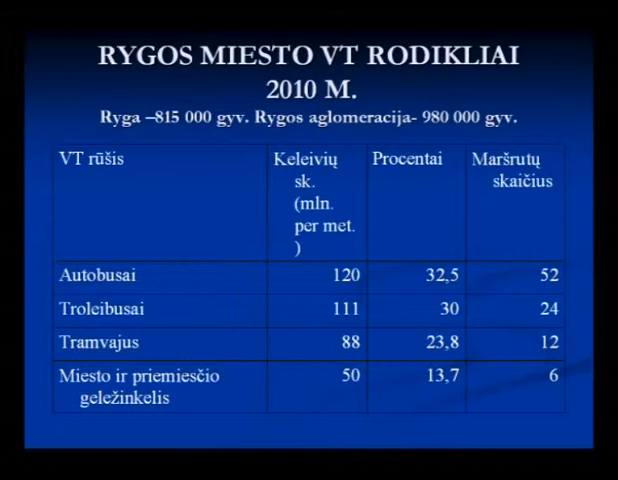 RYGOS MIESTO VT RODIKLIAI
2010 M.
Ryga –815 000 gyv. Rygos aglomeracija- 980 000 gyv.
VT rūšis Keleivių sk. (mln. per met. ) Procentai Maršrutų skaičius
Autobusai 120 32,5 52
Troleibusai 111 30 24
Tramvajus 88 23,8 12
Miesto ir priemiesčio geležinkelis 50 13,7 6